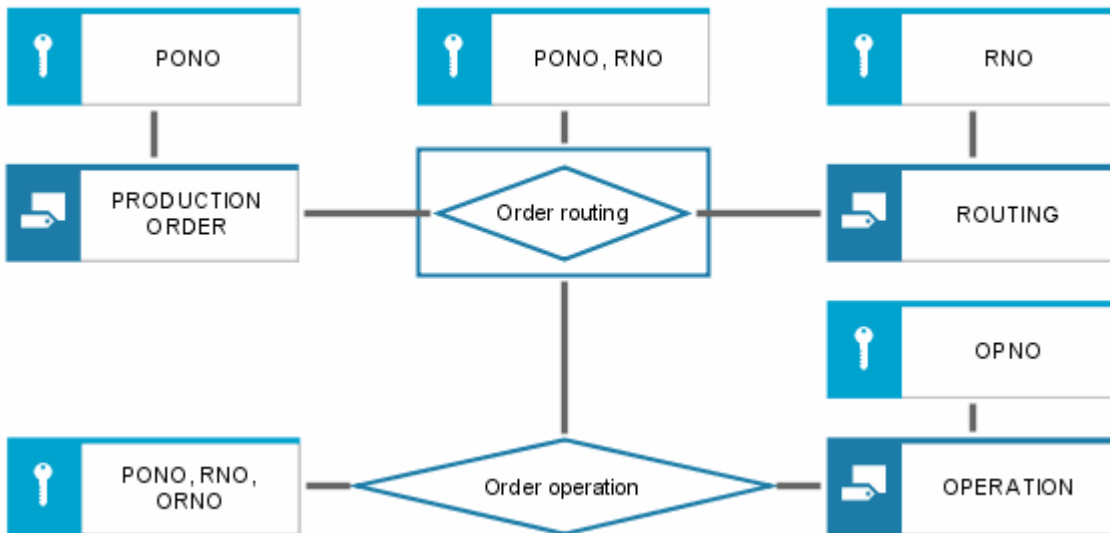 PONO
PONO, RNO
RNO
PRODUCTION
ORDER
Order routing
ROUTING
OPNO
PONO, RNO,
ORNO
Order operation
OPERATION